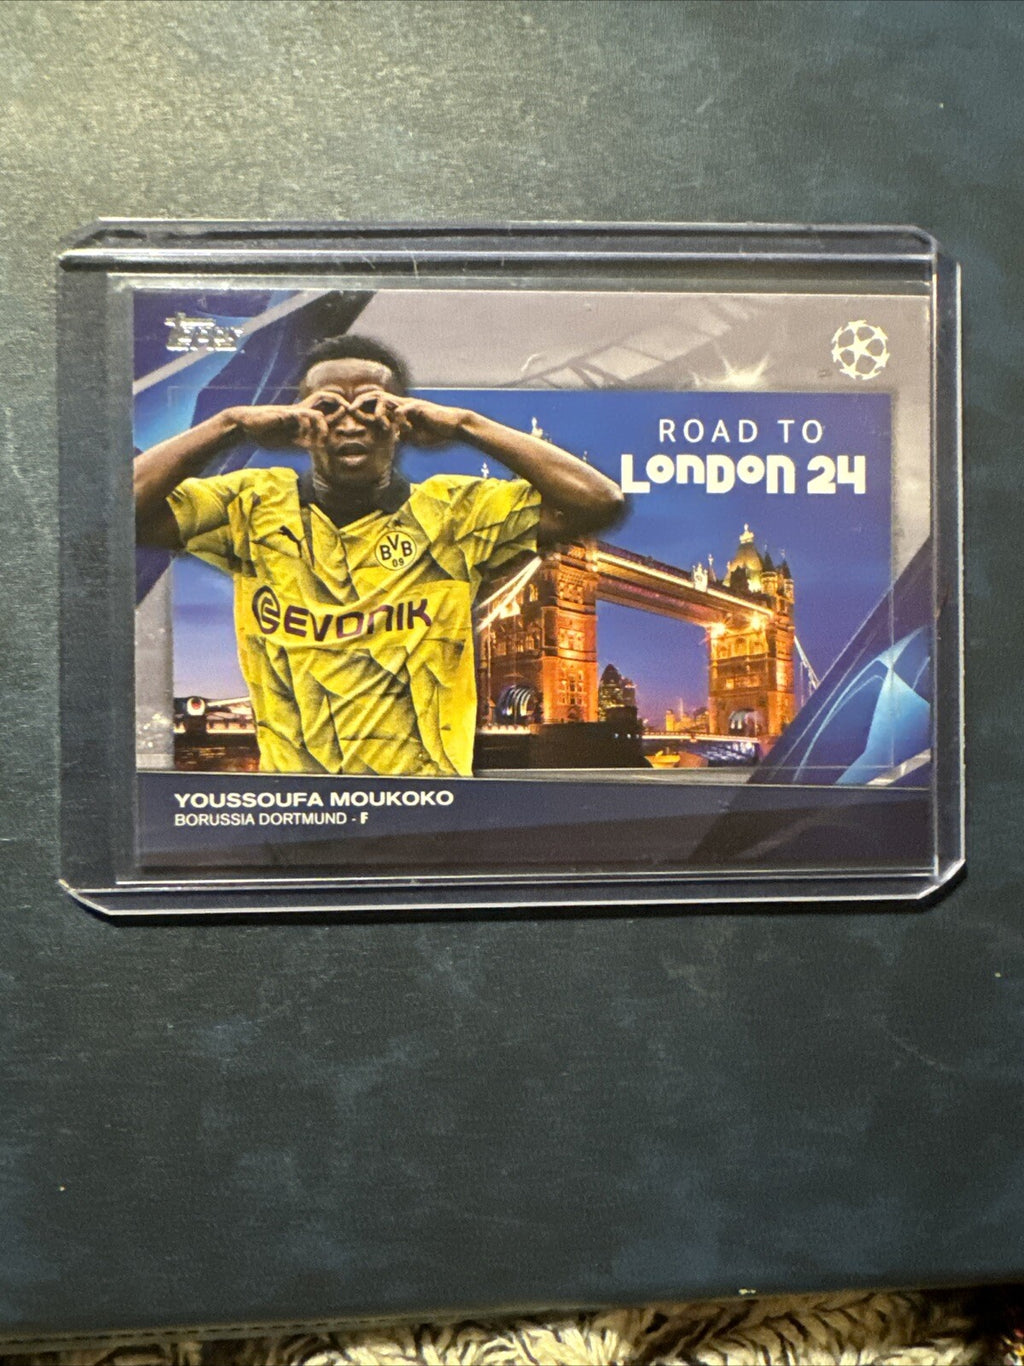 Topps
ROAD TO
LONDON 24
BVB
09
EVONIK
YOUSSOUFA MOUKOKO
BORUSSIA DORTMUND - F